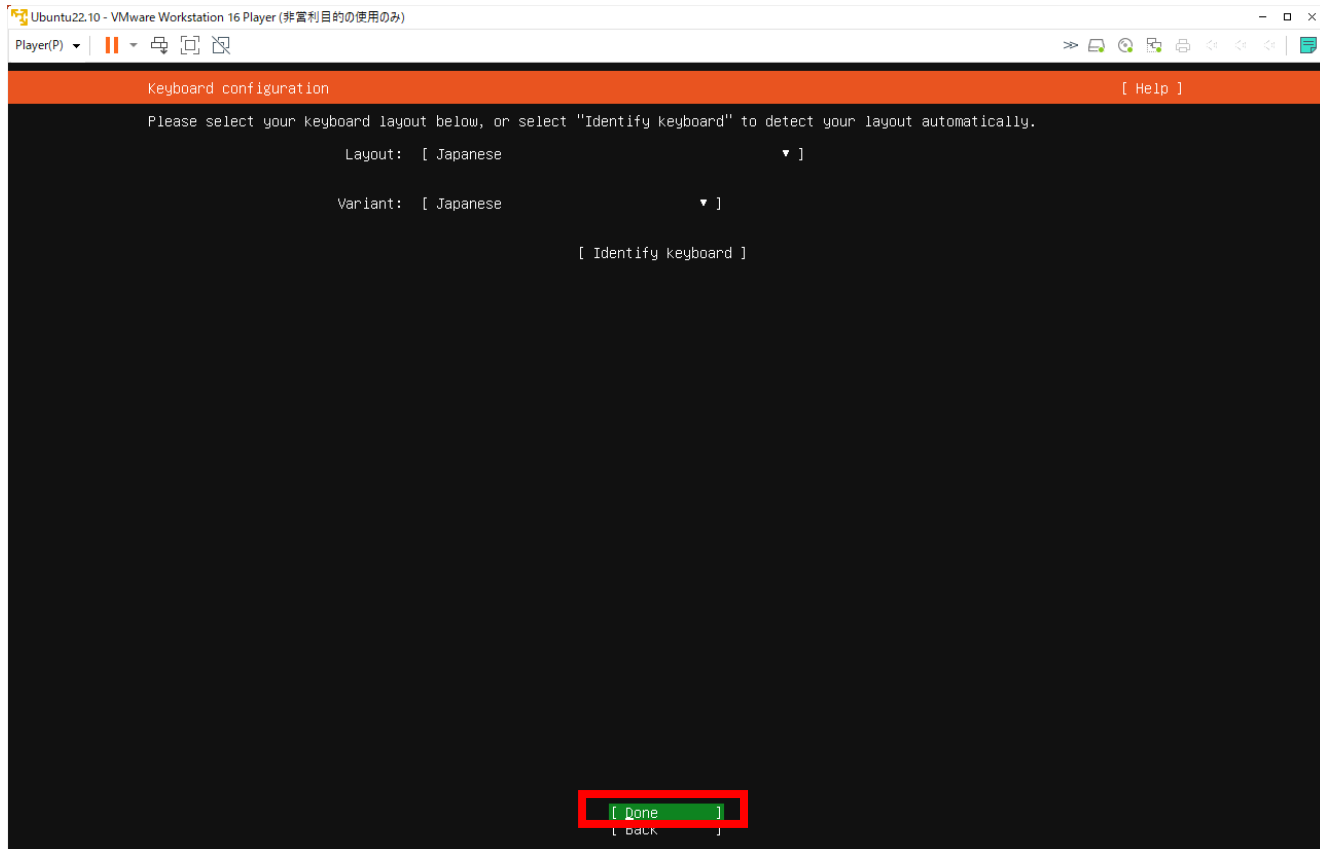 Ubuntu22.10 - VMware Workstation 16 Player (非営利目的の使用のみ)
Player(P)
Keyboard configuration [ Help ]
Please select your keyboard layout below, or select "Identify keyboard" to detect your layout automatically.
Layout: [ Japanese ▾ ]
Variant: [ Japanese ▾ ]
[ Identify keyboard ]
[ Done ]
[ Back ]